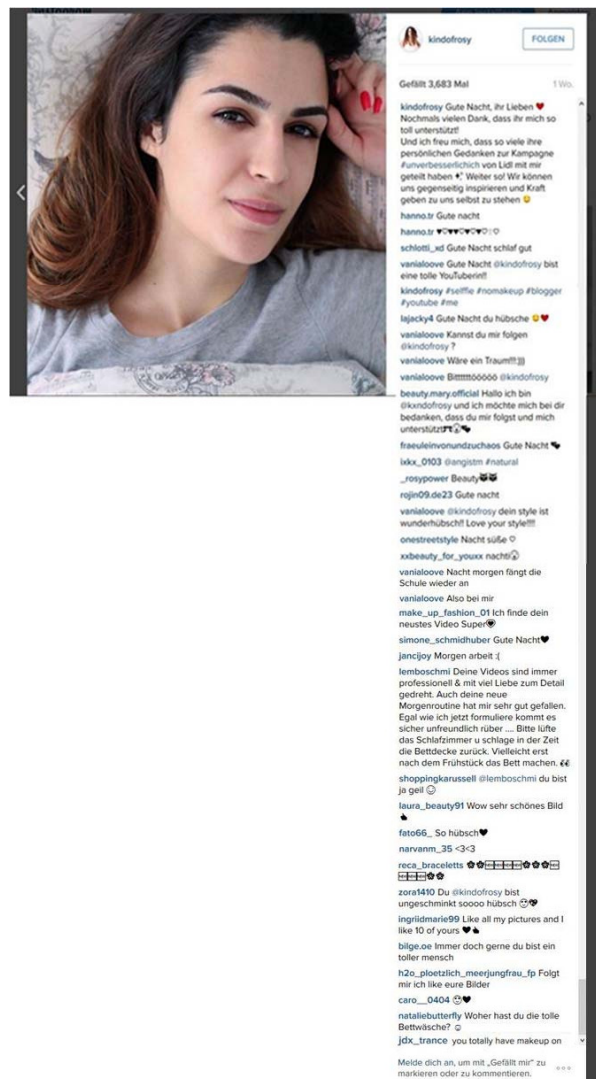 kindofrosy
FOLGEN
Gefällt 3,683 Mal
1 Wo.
kindofrosy Gute Nacht, ihr Lieben ♥
Nochmals vielen Dank, dass ihr mich so
toll unterstützt!
Und ich freu mich, dass so viele ihre
persönlichen Gedanken zur Kampagne
#unverbesserlichich von Lidl mit mir
geteilt haben Weiter so! Wir können
uns gegenseitig inspirieren und Kraft
geben zu uns selbst zu stehen
hanno.tr Gute nacht
hanno.tr ♥♡♥♥♡♥♡♥♡
schlotti_xd Gute Nacht schlaf gut
vanialoove Gute Nacht @kindofrosy bist
eine tolle YouTuberin!!
kindofrosy #selffie #nomakeup #blogger
#youtube #me
lajacky4 Gute Nacht du hübsche ♥
vanialoove Kannst du mir folgen
@kindofrosy ?
vanialoove Wäre ein Traum!!!:)))
vanialoove Bittttttööööö @kindofrosy
beauty.mary.official Hallo ich bin
@kxndofrosy und ich möchte mich bei dir
bedanken, dass du mir folgst und mich
unterstützt
fraeuleinvonundzuchaos Gute Nacht
ixkx_0103 @angistm #natural
_rosypower Beauty
rojin09.de23 Gute nacht
vanialoove @kindofrosy dein style ist
wunderhübsch!! Love your style!!!!
onestreetstyle Nacht süße ♡
xxbeauty_for_youxx nachti
vanialoove Nacht morgen fängt die
Schule wieder an
vanialoove Also bei mir
make_up_fashion_01 Ich finde dein
neustes Video Super
simone_schmidhuber Gute Nacht♥
jancijoy Morgen arbeit :(
lemboschmi Deine Videos sind immer
professionell & mit viel Liebe zum Detail
gedreht. Auch deine neue
Morgenroutine hat mir sehr gut gefallen.
Egal wie ich jetzt formuliere kommt es
sicher unfreundlich rüber .... Bitte lüfte
das Schlafzimmer u schlage in der Zeit
die Bettdecke zurück. Vielleicht erst
nach dem Frühstück das Bett machen.
shoppingkarussell @lemboschmi du bist
ja geil
laura_beauty91 Wow sehr schönes Bild
fato66_ So hübsch♥
narvanm_35 <3<3
reca_braceletts
zora1410 Du @kindofrosy bist
ungeschminkt soooo hübsch
ingriidmarie99 Like all my pictures and I
like 10 of yours ♥
bilge.oe Immer doch gerne du bist ein
toller mensch
h2o_ploetzlich_meerjungfrau_fp Folgt
mir ich like eure Bilder
caro__0404 ♥
nataliebutterfly Woher hast du die tolle
Bettwäsche?
jdx_trance you totally have makeup on
Melde dich an, um mit „Gefällt mir“ zu
markieren oder zu kommentieren.